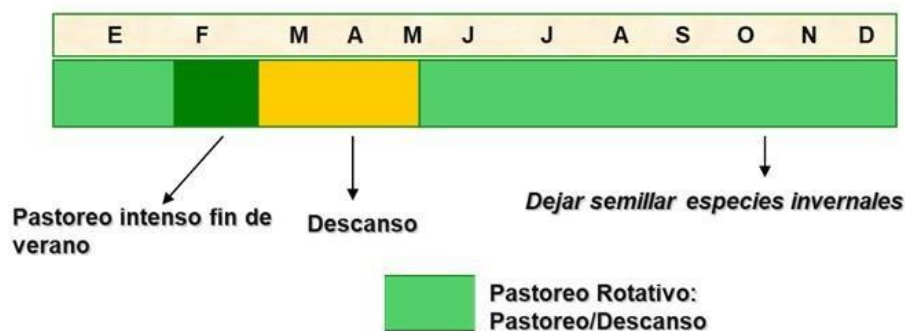 E F M A M J J A S O N D
Pastoreo intenso fin de
verano
Descanso
Dejar semillar especies invernales
Pastoreo Rotativo:
Pastoreo/Descanso